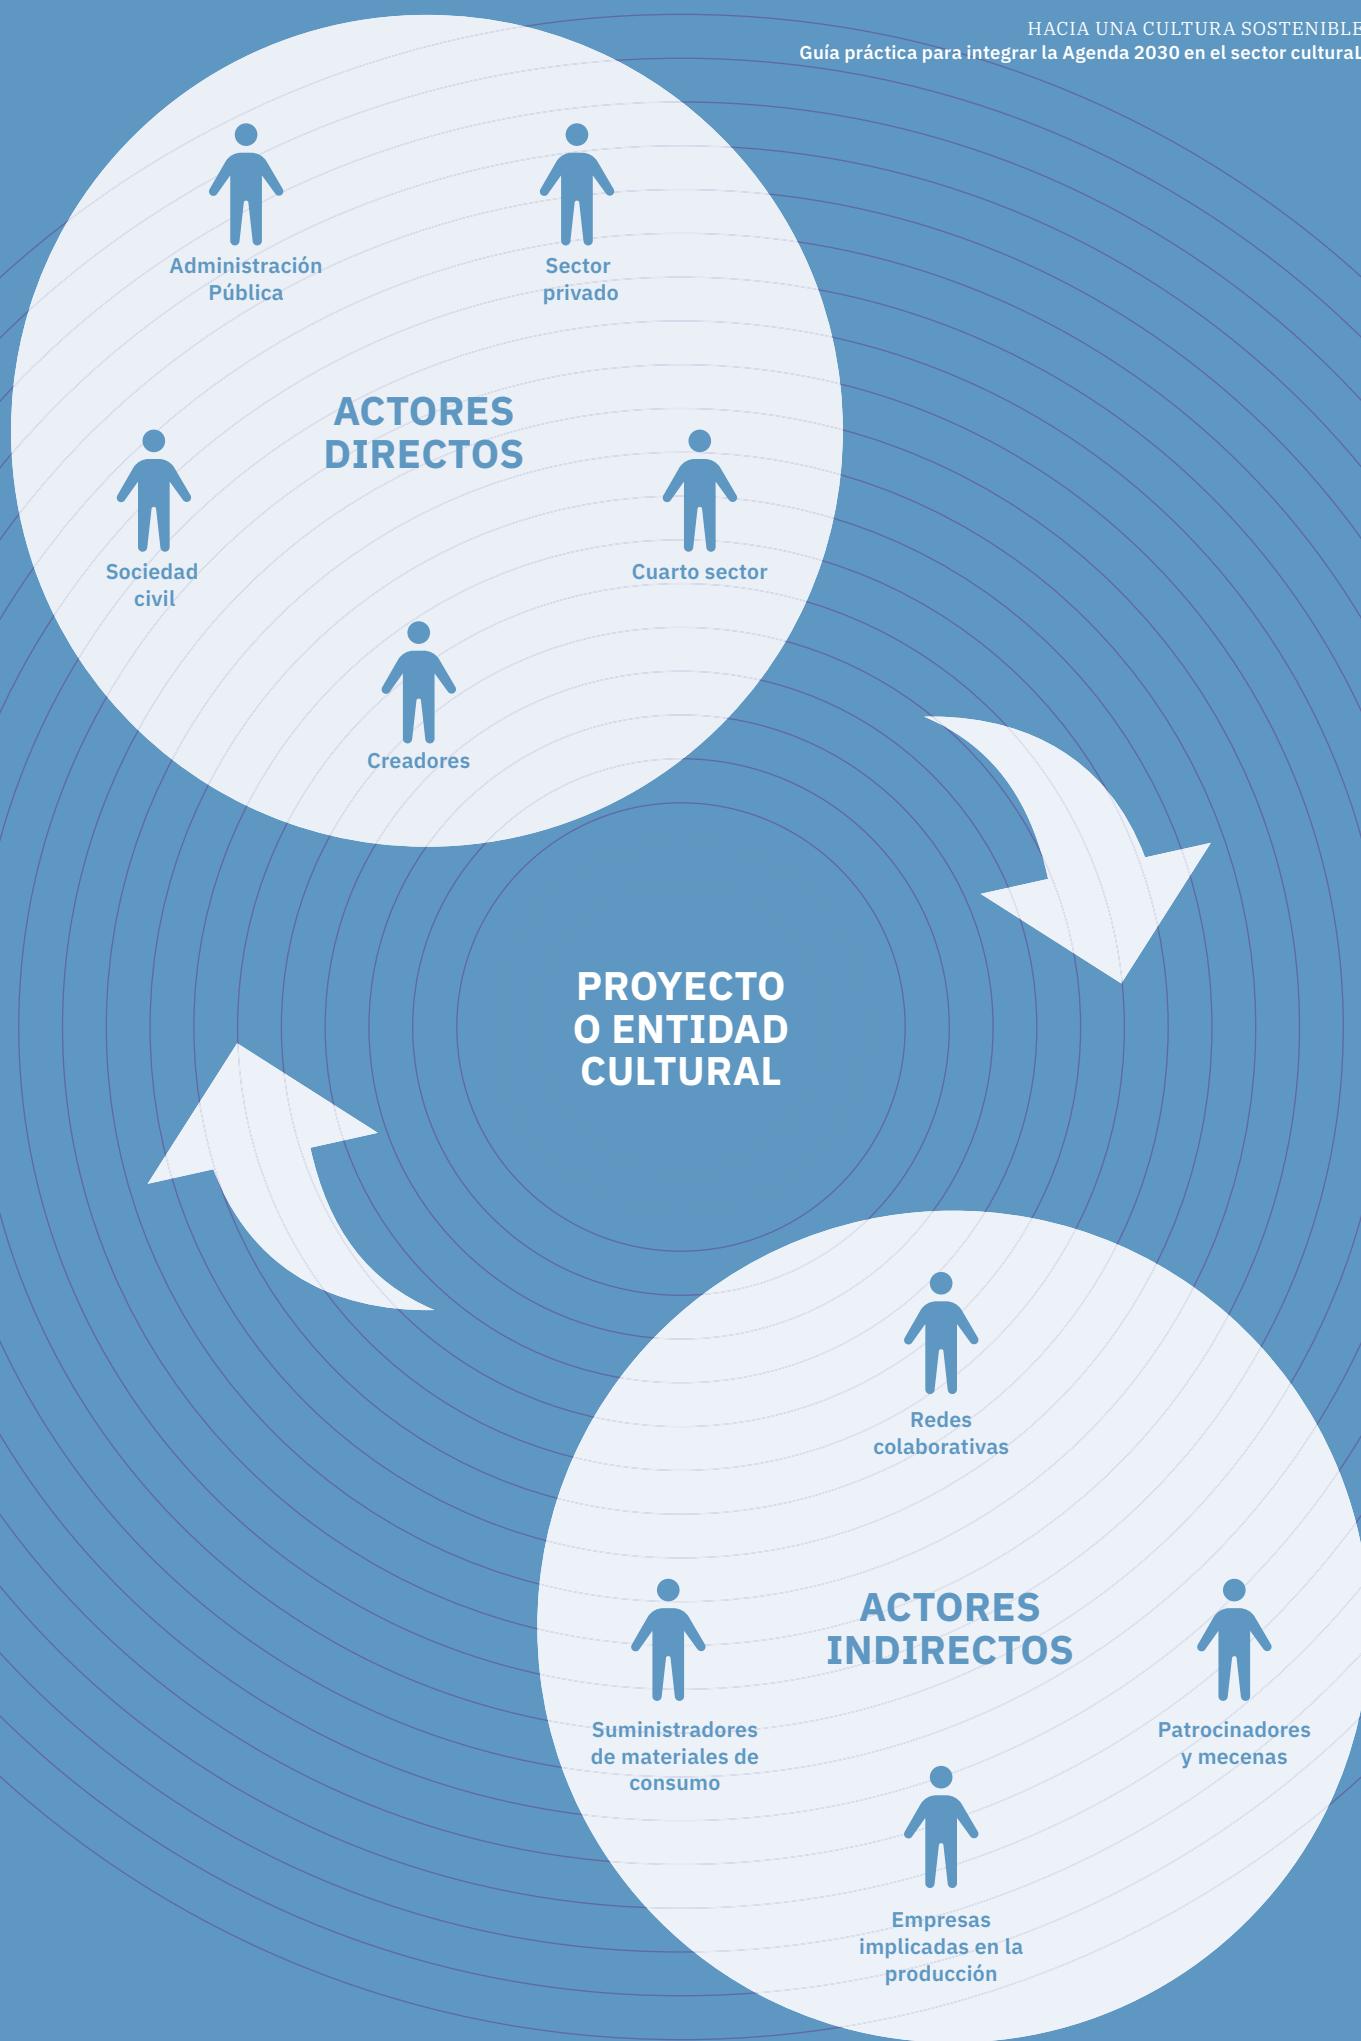 HACIA UNA CULTURA SOSTENIBLE
Guía práctica para integrar la Agenda 2030 en el sector cultural
Administración
Pública
Sector
privado
ACTORES
DIRECTOS
Sociedad
civil
Cuarto sector
Creadores
PROYECTO
O ENTIDAD
CULTURAL
Redes
colaborativas
ACTORES
INDIRECTOS
Suministradores
de materiales de
consumo
Patrocinadores
y mecenas
Empresas
implicadas en la
producción